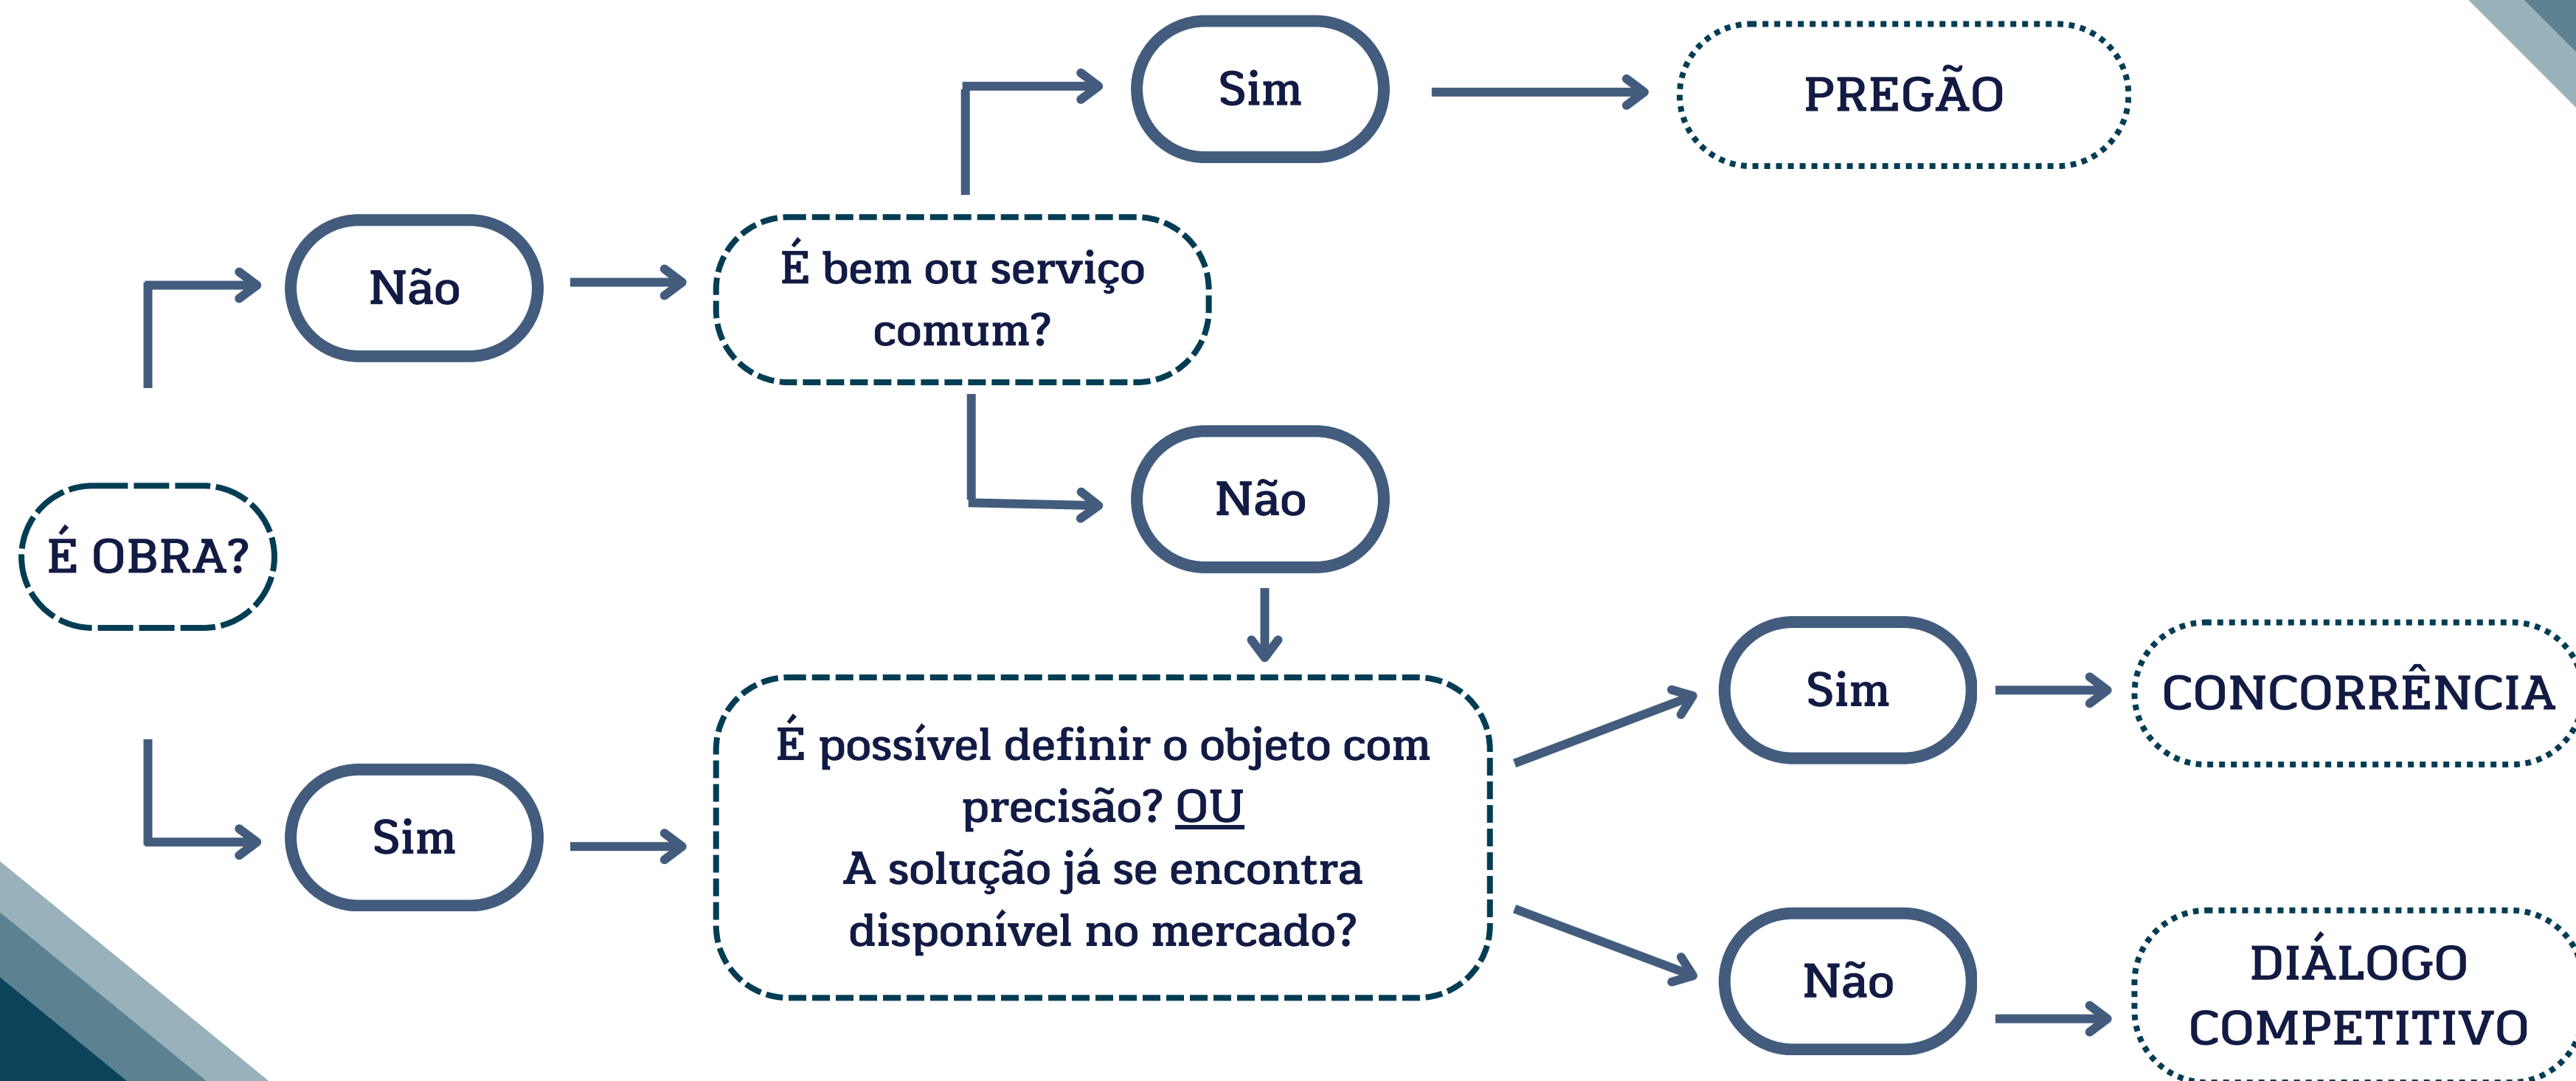 Sim
PREGÃO
Não
É bem ou serviço
comum?
Não
É OBRA?
Sim
É possível definir o objeto com
precisão? OU
A solução já se encontra
disponível no mercado?
Sim
CONCORRÊNCIA
Não
DIÁLOGO
COMPETITIVO